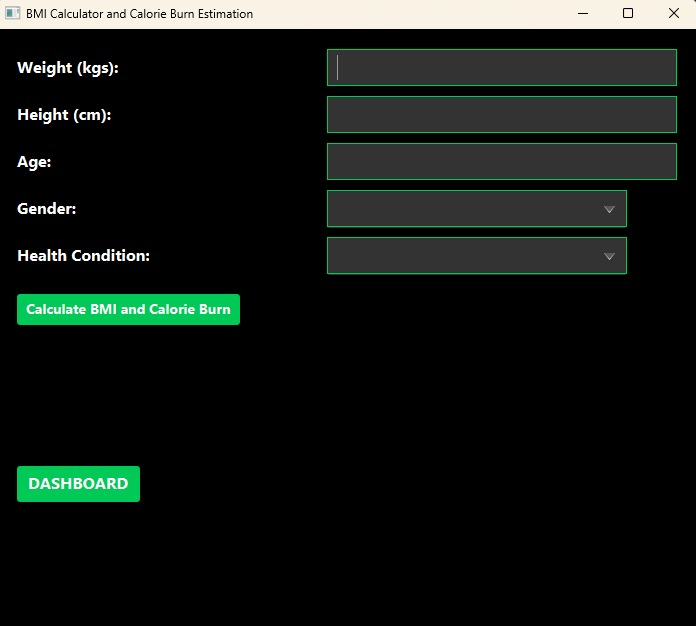 BMI Calculator and Calorie Burn Estimation
Weight (kgs):
Height (cm):
Age:
Gender:
Health Condition:
Calculate BMI and Calorie Burn
DASHBOARD